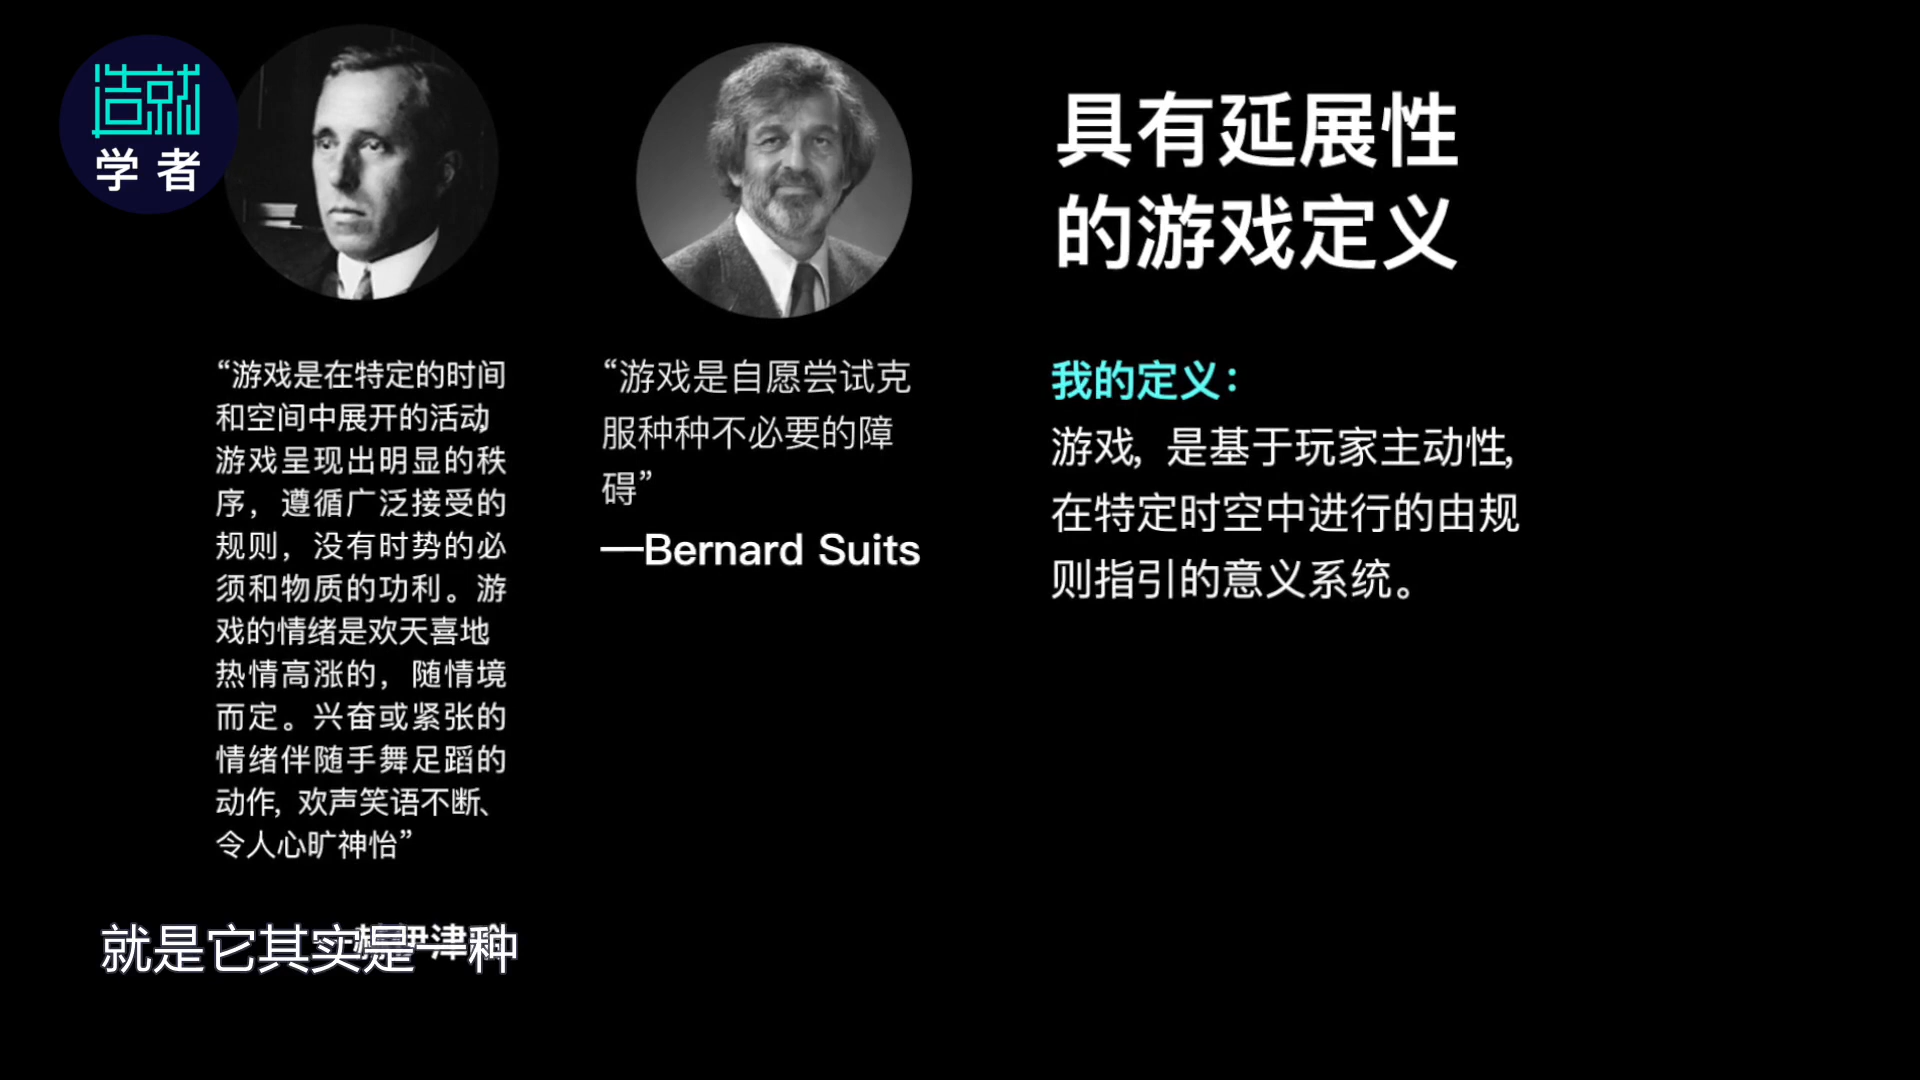 造就
学者
具有延展性
的游戏定义
“游戏是在特定的时间
和空间中展开的活动,
游戏呈现出明显的秩
序，遵循广泛接受的
规则，没有时势的必
须和物质的功利。游
戏的情绪是欢天喜地
热情高涨的，随情境
而定。兴奋或紧张的
情绪伴随手舞足蹈的
动作，欢声笑语不断、
令人心旷神怡”
“游戏是自愿尝试克
服种种不必要的障
碍”
—Bernard Suits
我的定义：
游戏，是基于玩家主动性，
在特定时空中进行的由规
则指引的意义系统。
就是它其实是一种